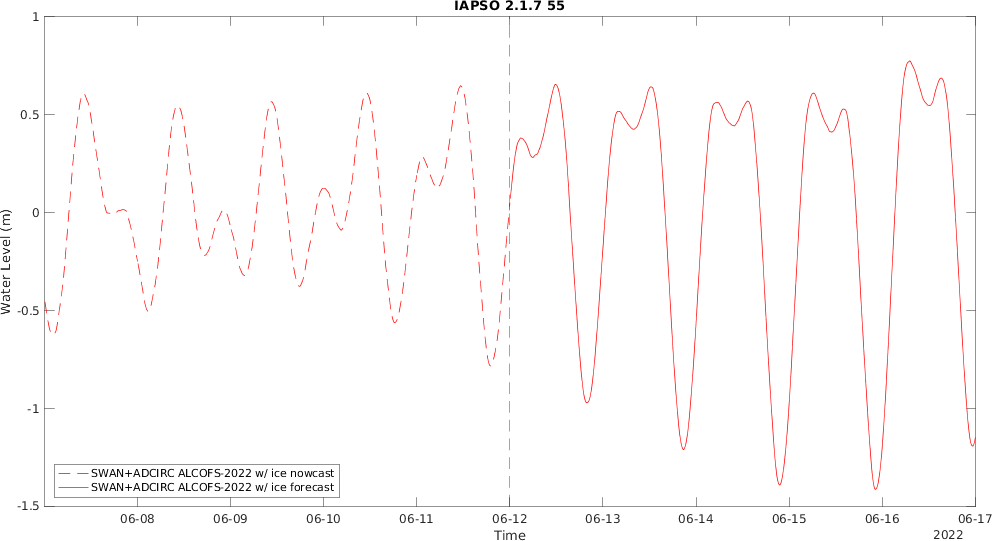 IAPSO 2.1.7 55
1
0.5
0
-0.5
-1
-1.5
Water Level (m)
SWAN+ADCIRC ALCOFS-2022 w/ ice nowcast
SWAN+ADCIRC ALCOFS-2022 w/ ice forecast
06-08 06-09 06-10 06-11 06-12 06-13 06-14 06-15 06-16 06-17
Time
2022